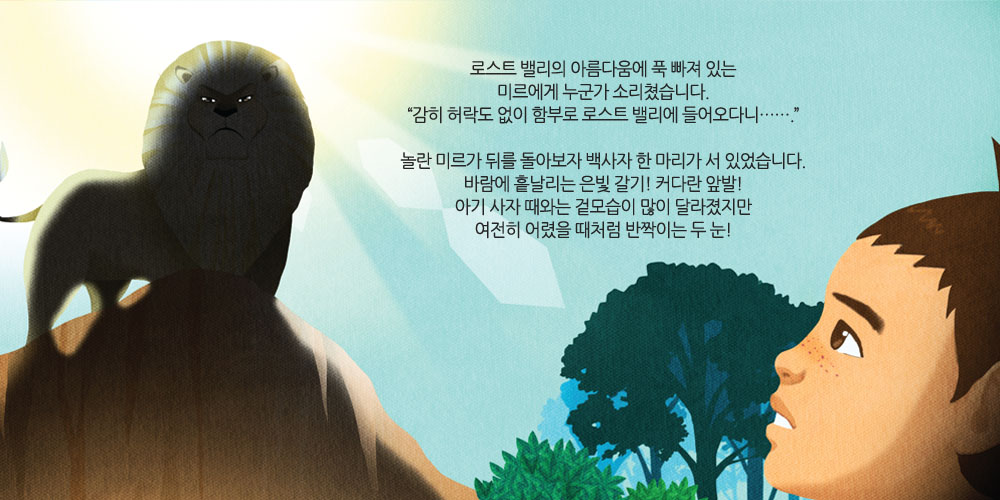 로스트 밸리의 아름다움에 푹 빠져 있는
미르에게 누군가 소리쳤습니다.
“감히 허락도 없이 함부로 로스트 밸리에 들어오다니…….”
놀란 미르가 뒤를 돌아보자 백사자 한 마리가 서 있었습니다.
바람에 흩날리는 은빛 갈기! 커다란 앞발!
아기 사자 때와는 겉모습이 많이 달라졌지만
여전히 어렸을 때처럼 반짝이는 두 눈!